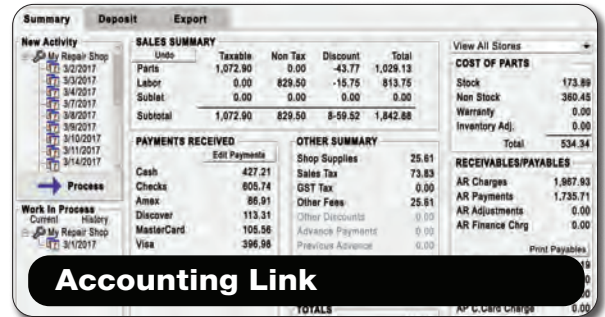 Summary Deposit Export
New Activity
My Repair Shop
3/2/2017
3/3/2017
3/4/2017
3/7/2017
3/8/2017
3/9/2017
3/10/2017
3/11/2017
3/14/2017
Process
Work In Process
Current History
My Repair Shop
3/1/2017
SALES SUMMARY
Undo Taxable Non Tax Discount Total
Parts 1,072.90 0.00 -43.77 1,029.13
Labor 0.00 829.50 -15.75 813.75
Sublet 0.00 0.00 0.00 0.00
Subtotal 1,072.90 829.50 8-59.52 1,842.88
PAYMENTS RECEIVED
Edit Payments
Cash 427.21
Checks 605.74
Amex 86.91
Discover 113.31
MasterCard 105.56
Visa 396.98
OTHER SUMMARY
Shop Supplies 25.61
Sales Tax 73.83
GST Tax 0.00
Other Fees 25.61
Other Discounts 0.00
Advance Payments 0.00
Previous Advance 0.00
TOTALS
View All Stores
COST OF PARTS
Stock 173.89
Non Stock 360.45
Warranty 0.00
Inventory Adj. 0.00
Total 534.34
RECEIVABLES/PAYABLES
AR Charges 1,967.93
AR Payments 1,735.71
AR Adjustments 0.00
AR Finance Chrg 0.00
Print Payables
AP C.Card Charge 0.00
Accounting Link